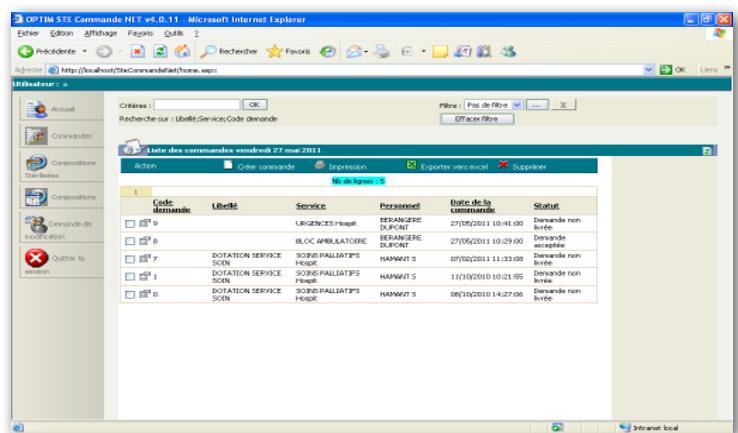 OPTIM STE Commande NET v4.0.11 - Microsoft Internet Explorer
Fichier Edition Affichage Favoris Outils ?
Précédente Rechercher Favoris
Adresse http://localhost/SteCommandeNet/home.aspx OK Liens »
Utilisateur :
Accueil
Commandes
Compositions Stérilisées
Compositions
Demande de modification
Quitter la session
Critères : OK Filtre : Pas de filtre ... X
Recherche sur : Libellé;Service;Code demande Effacer filtre
Liste des commandes vendredi 27 mai 2011
Action Créer commande Impression Exporter vers excel Supprimer
Nb de lignes : 5
1
Code demande Libellé Service Personnel Date de la commande Statut
9 URGENCES Hospit BERANGERE DUPONT 27/05/2011 10:41:00 Demande non livrée
8 BLOC AMBULATOIRE BERANGERE DUPONT 27/05/2011 10:29:00 Demande acceptée
7 DOTATION SERVICE SOIN SOINS PALLIATIFS Hospit HAMANT S 07/02/2011 11:33:08 Demande non livrée
1 DOTATION SERVICE SOIN SOINS PALLIATIFS Hospit HAMANT S 11/10/2010 10:21:55 Demande non livrée
0 DOTATION SERVICE SOIN SOINS PALLIATIFS Hospit HAMANT S 08/10/2010 14:27:06 Demande non livrée
Intranet local